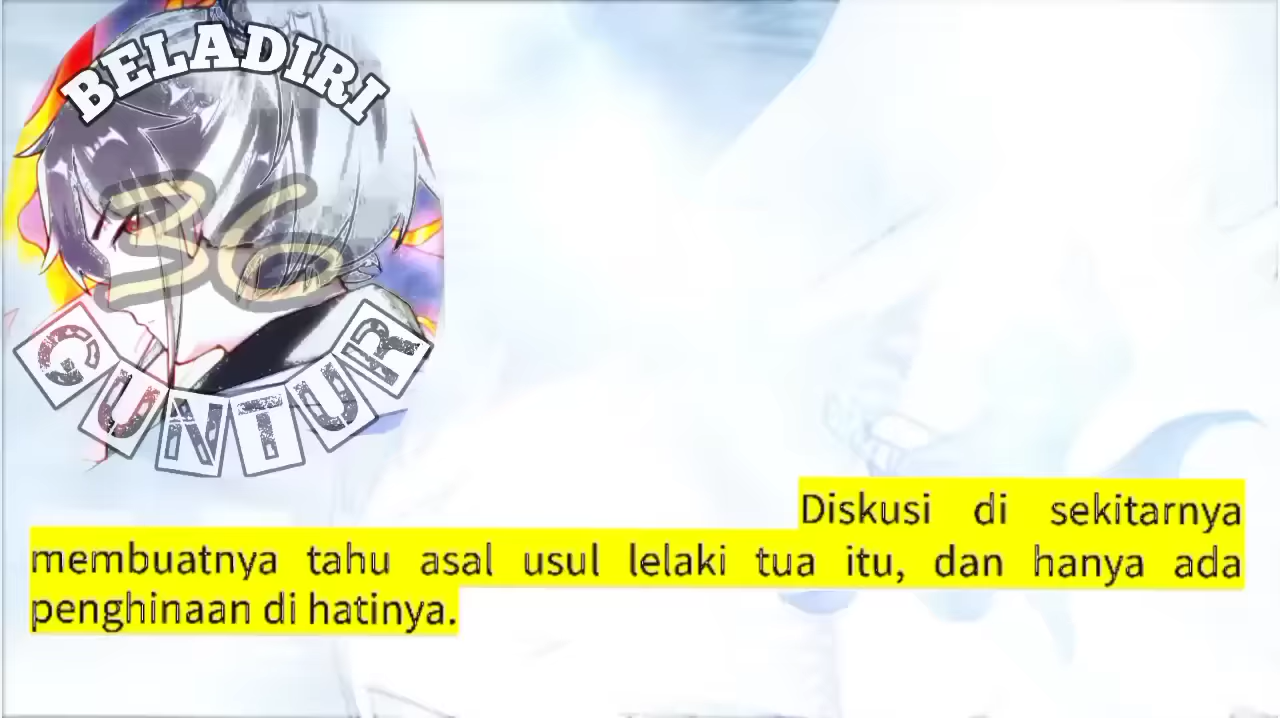 BELADIRI
36
GUNTUR
Diskusi di sekitarnya
membuatnya tahu asal usul lelaki tua itu, dan hanya ada
penghinaan di hatinya.